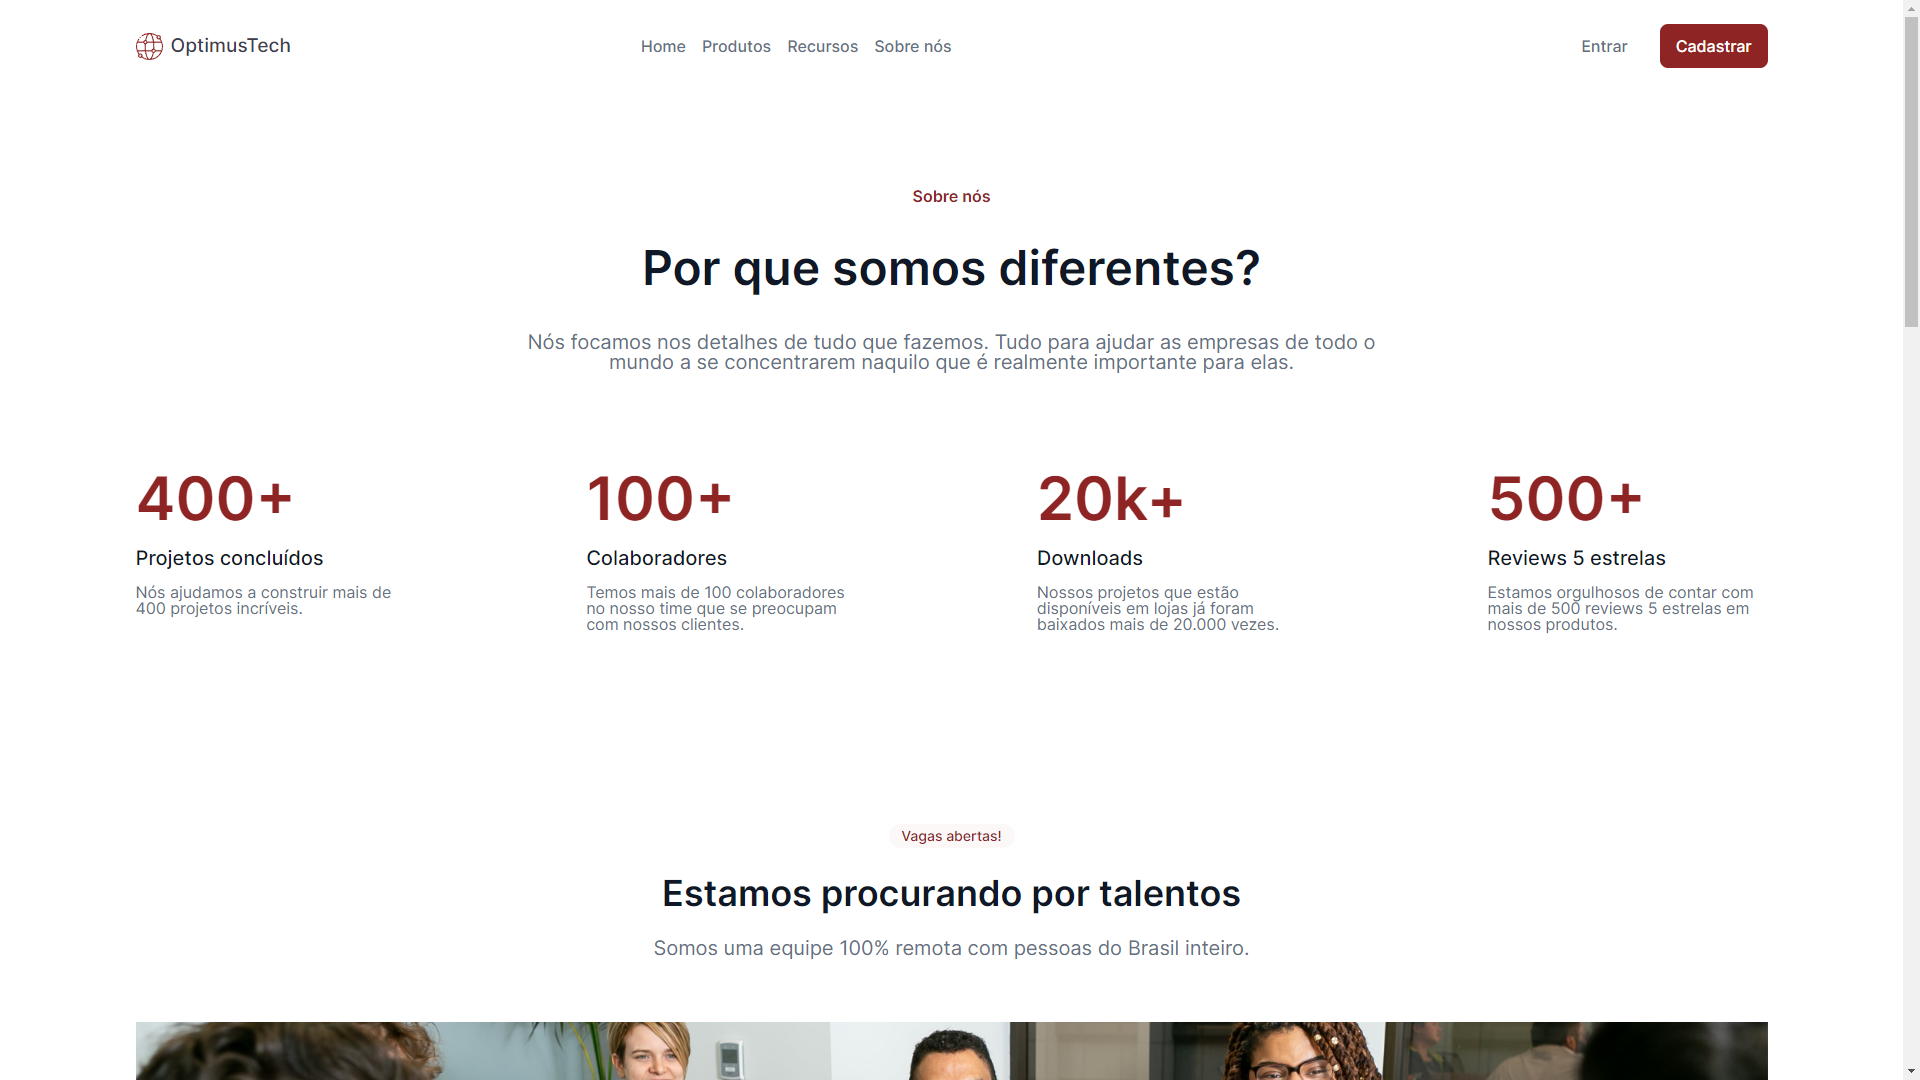 OptimusTech
Home Produtos Recursos Sobre nós
Entrar
Cadastrar
Sobre nós
Por que somos diferentes?
Nós focamos nos detalhes de tudo que fazemos. Tudo para ajudar as empresas de todo o
mundo a se concentrarem naquilo que é realmente importante para elas.
400+
Projetos concluídos
Nós ajudamos a construir mais de
400 projetos incríveis.
100+
Colaboradores
Temos mais de 100 colaboradores
no nosso time que se preocupam
com nossos clientes.
20k+
Downloads
Nossos projetos que estão
disponíveis em lojas já foram
baixados mais de 20.000 vezes.
500+
Reviews 5 estrelas
Estamos orgulhosos de contar com
mais de 500 reviews 5 estrelas em
nossos produtos.
Vagas abertas!
Estamos procurando por talentos
Somos uma equipe 100% remota com pessoas do Brasil inteiro.